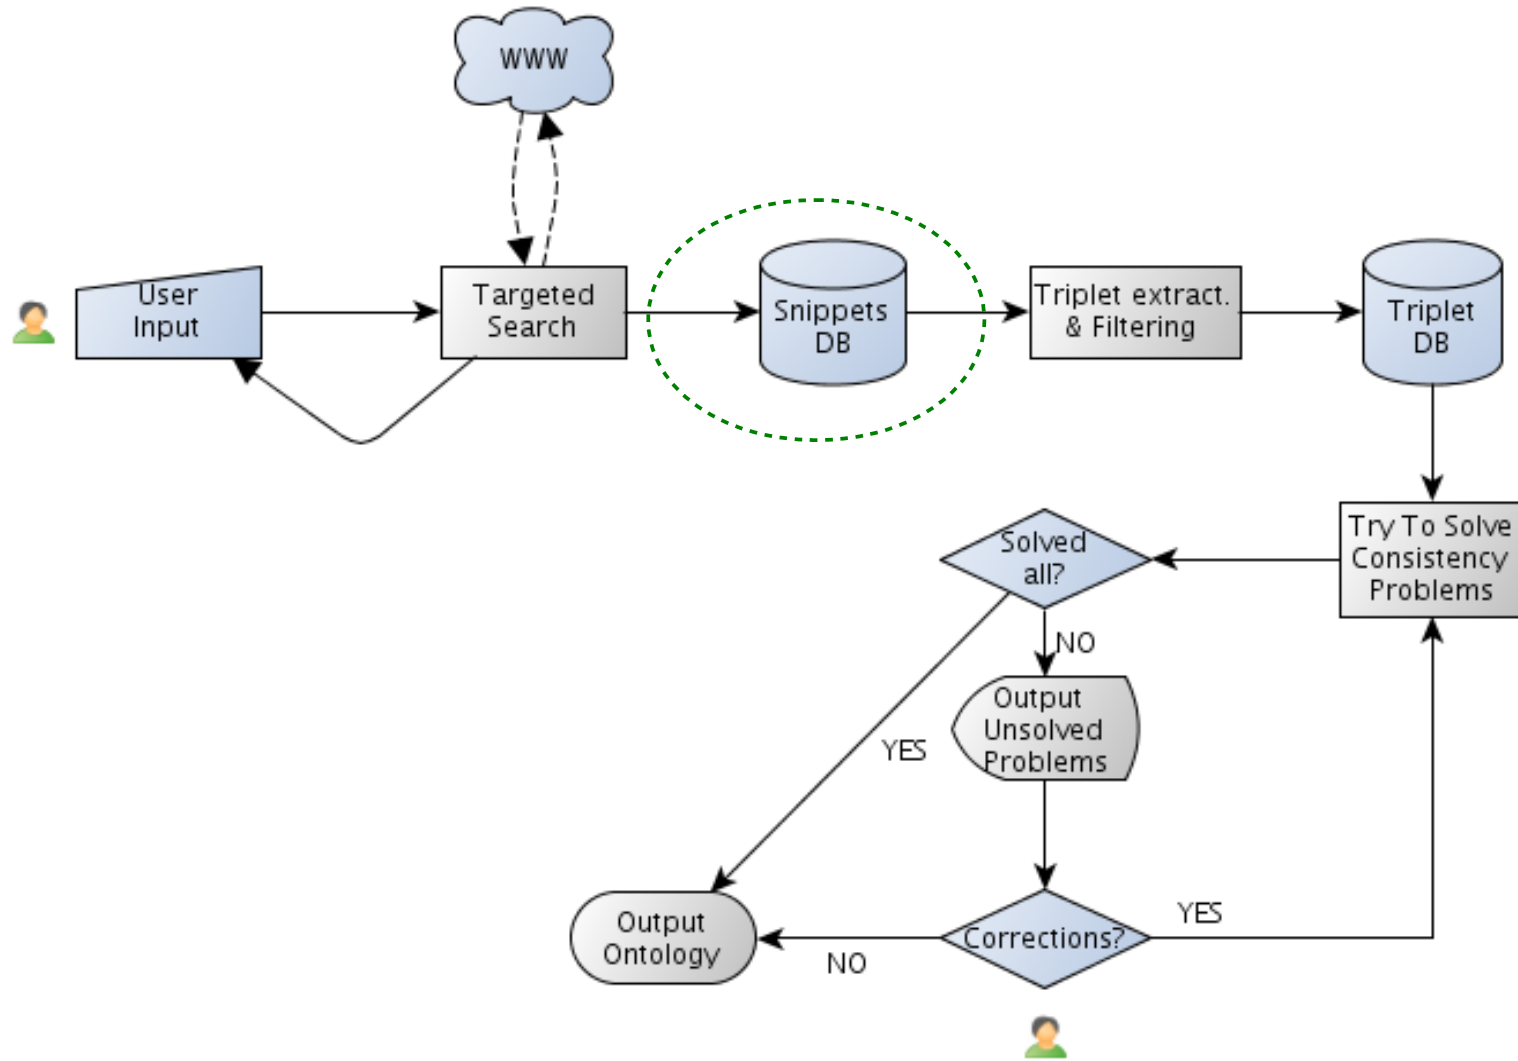 WWW
User
Input
Targeted
Search
Snippets
DB
Triplet extract.
& Filtering
Triplet
DB
Try To Solve
Consistency
Problems
Solved
all?
NO
Output
Unsolved
Problems
YES
Corrections?
YES
NO
Output
Ontology